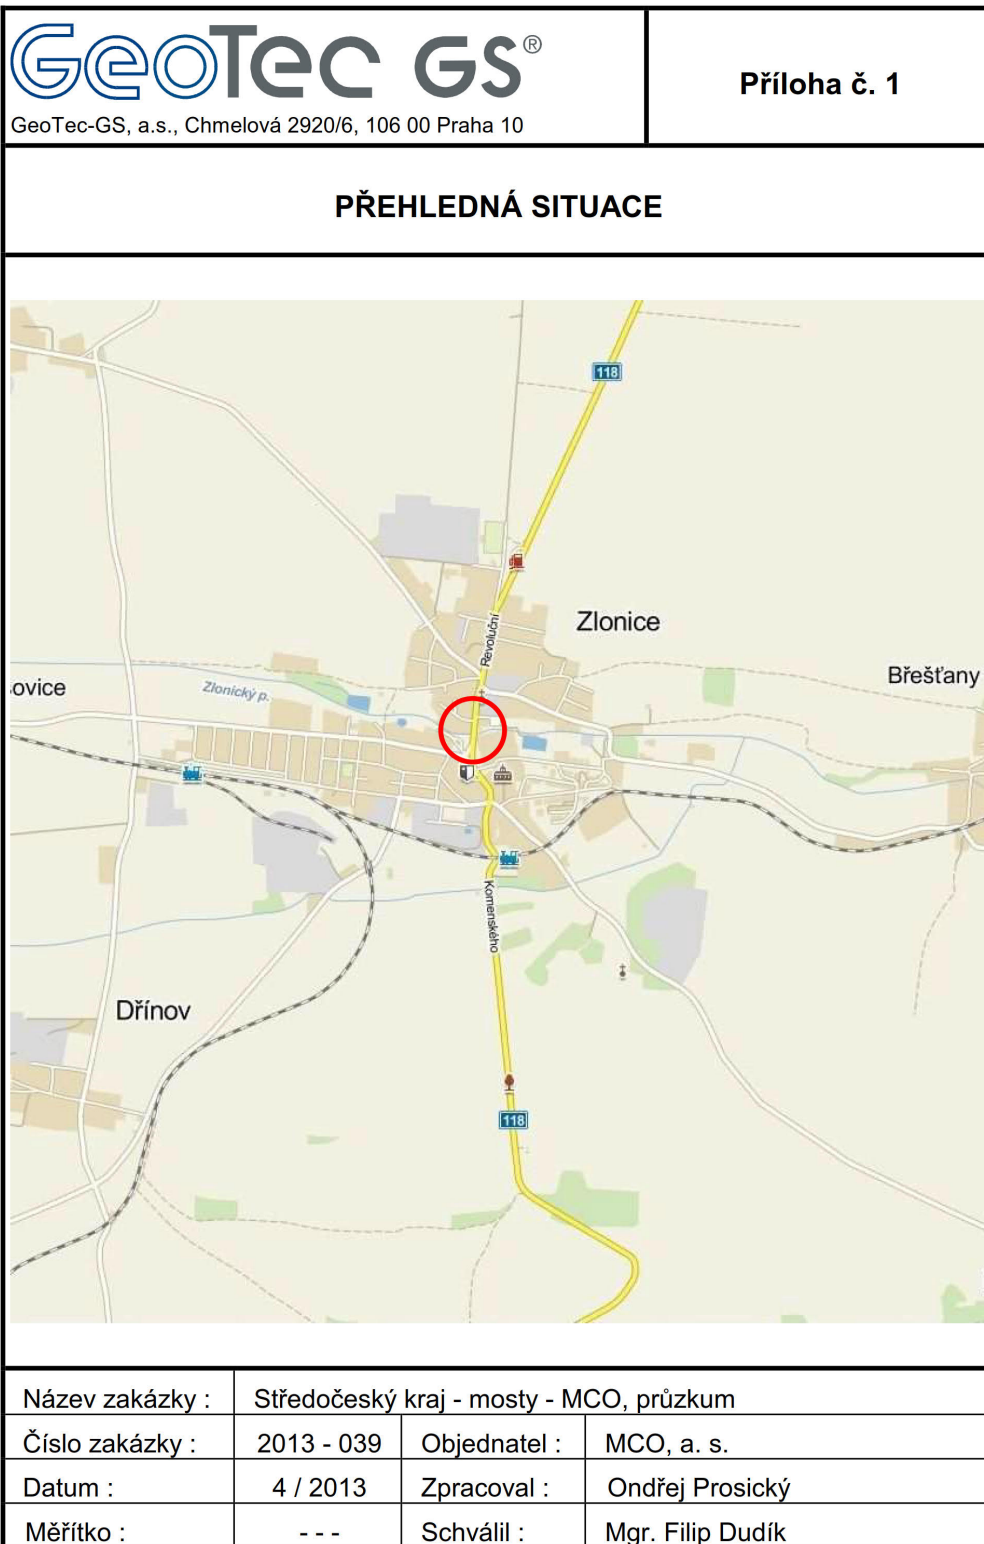 GeoTec GS®
GeoTec-GS, a.s., Chmelová 2920/6, 106 00 Praha 10
Příloha č. 1
PŘEHLEDNÁ SITUACE
118
Revoluční
Zlonice
Břešťany
ovice
Zlonický p.
Komenského
Dřínov
118
Název zakázky : Středočeský kraj - mosty - MCO, průzkum
Číslo zakázky : 2013 - 039 Objednatel : MCO, a. s.
Datum : 4 / 2013 Zpracoval : Ondřej Prosický
Měřítko : - - - Schválil : Mgr. Filip Dudík